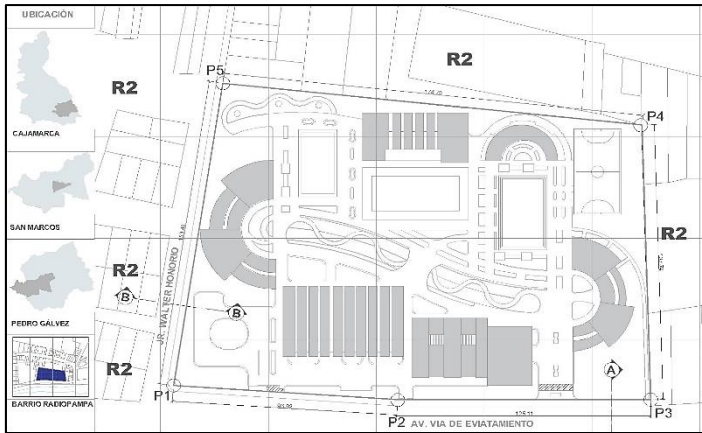 UBICACIÓN
CAJAMARCA
SAN MARCOS
PEDRO GÁLVEZ
BARRIO RADIOPAMPA
R2
R2
R2
R2
R2
P5
P4
P1
P2
P3
B
B
A
JR. WALTER HONORIO
AV. VIA DE EVIATAMIENTO